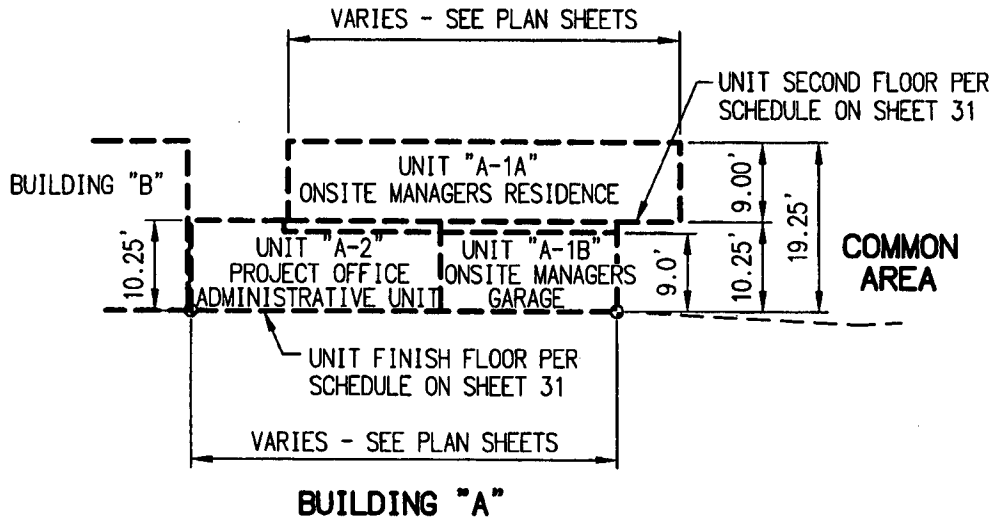 VARIES - SEE PLAN SHEETS
UNIT SECOND FLOOR PER
SCHEDULE ON SHEET 31
BUILDING "B"
UNIT "A-1A"
ONSITE MANAGERS RESIDENCE
9.00'
19.25'
10.25'
UNIT "A-2"
PROJECT OFFICE
ADMINISTRATIVE UNIT
UNIT "A-1B"
ONSITE MANAGERS
GARAGE
9.0'
10.25'
COMMON
AREA
UNIT FINISH FLOOR PER
SCHEDULE ON SHEET 31
VARIES - SEE PLAN SHEETS
BUILDING "A"